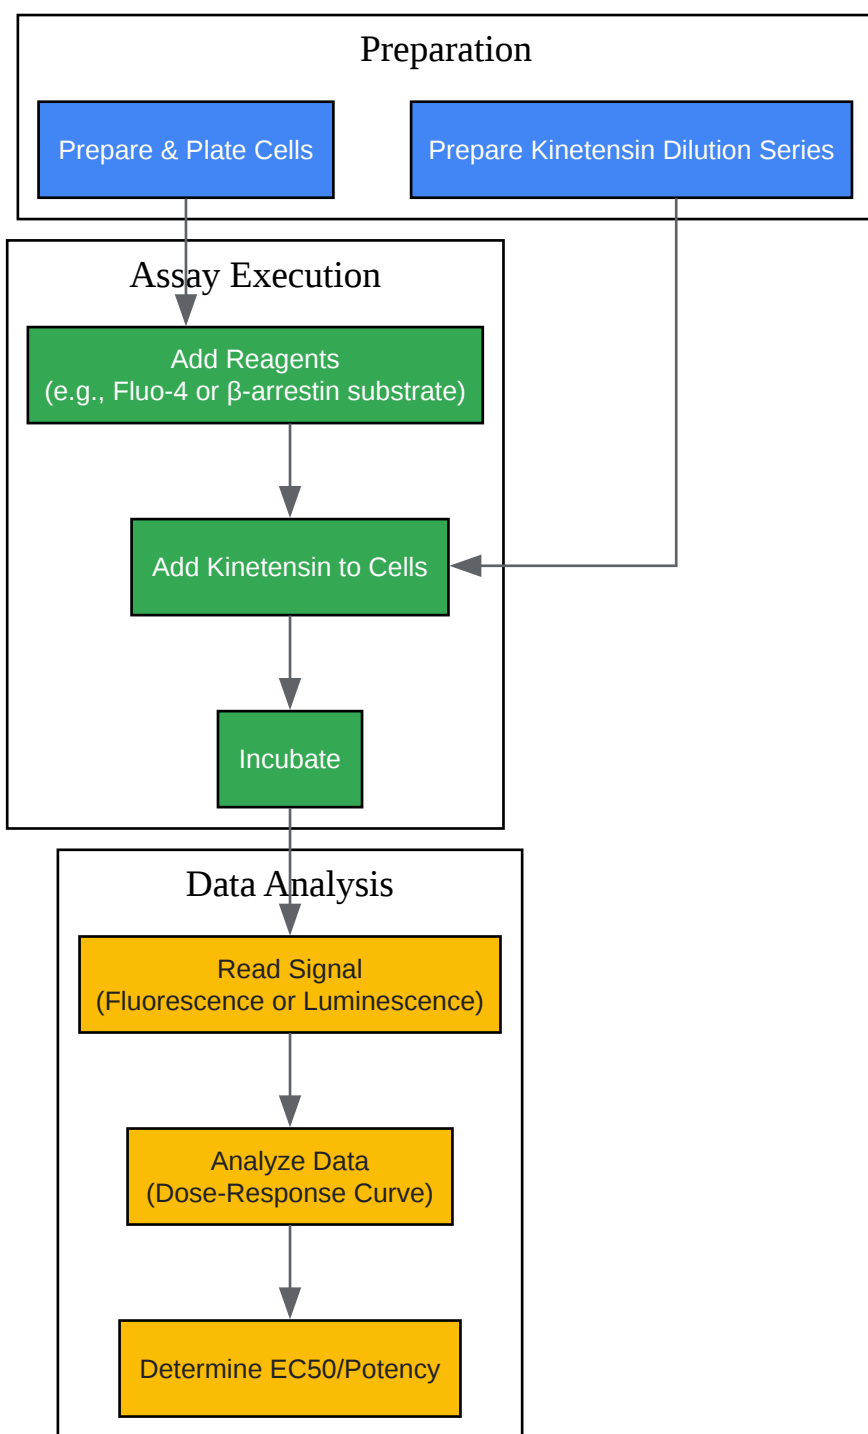 Preparation
Prepare & Plate Cells
Prepare Kinetensin Dilution Series
Assay Execution
Add Reagents
(e.g., Fluo-4 or β-arrestin substrate)
Add Kinetensin to Cells
Incubate
Data Analysis
Read Signal
(Fluorescence or Luminescence)
Analyze Data
(Dose-Response Curve)
Determine EC50/Potency